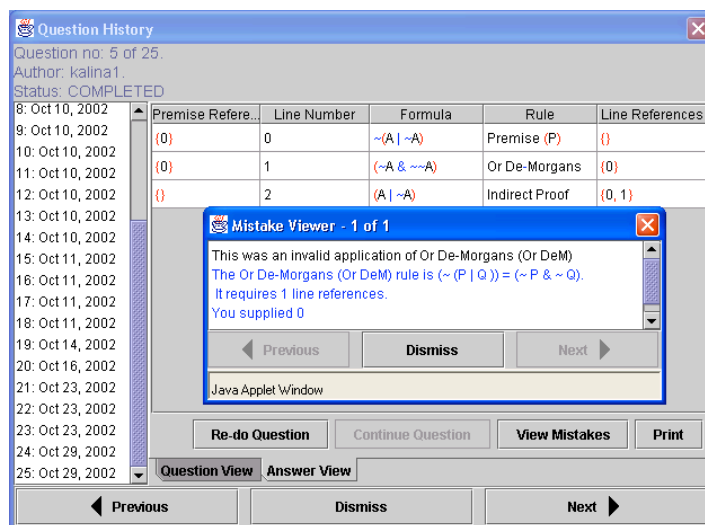 Question History
Question no: 5 of 25.
Author: kalina1.
Status: COMPLETED
8: Oct 10, 2002
9: Oct 10, 2002
10: Oct 10, 2002
11: Oct 10, 2002
12: Oct 10, 2002
13: Oct 10, 2002
14: Oct 10, 2002
15: Oct 11, 2002
16: Oct 11, 2002
17: Oct 11, 2002
18: Oct 11, 2002
19: Oct 14, 2002
20: Oct 16, 2002
21: Oct 23, 2002
22: Oct 23, 2002
23: Oct 23, 2002
24: Oct 29, 2002
25: Oct 29, 2002
Premise Refere... Line Number Formula Rule Line References
{0} 0 ~(A | ~A) Premise (P) {}
{0} 1 (~A & ~~A) Or De-Morgans {0}
{} 2 (A | ~A) Indirect Proof {0, 1}
Mistake Viewer - 1 of 1
This was an invalid application of Or De-Morgans (Or DeM)
The Or De-Morgans (Or DeM) rule is (~ (P | Q )) = (~ P & ~ Q).
It requires 1 line references.
You supplied 0
Previous Dismiss Next
Java Applet Window
Re-do Question Continue Question View Mistakes Print
Question View Answer View
Previous Dismiss Next